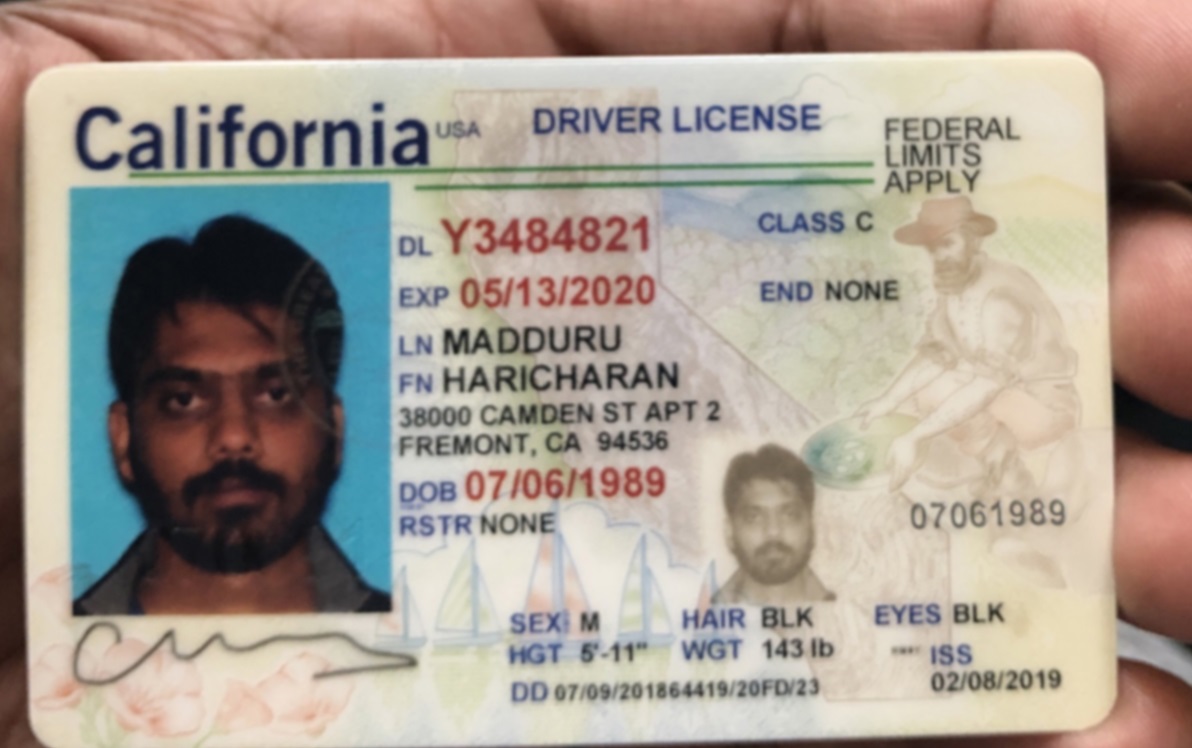 California USA DRIVER LICENSE
FEDERAL
LIMITS
APPLY
DL Y3484821
CLASS C
EXP 05/13/2020
END NONE
LN MADDURU
FN HARICHARAN
38000 CAMDEN ST APT 2
FREMONT, CA 94536
DOB 07/06/1989
RSTR NONE
07061989
SEX M HAIR BLK EYES BLK
HGT 5'-11" WGT 143 lb
ISS
DD 07/09/201864419/20FD/23
02/08/2019